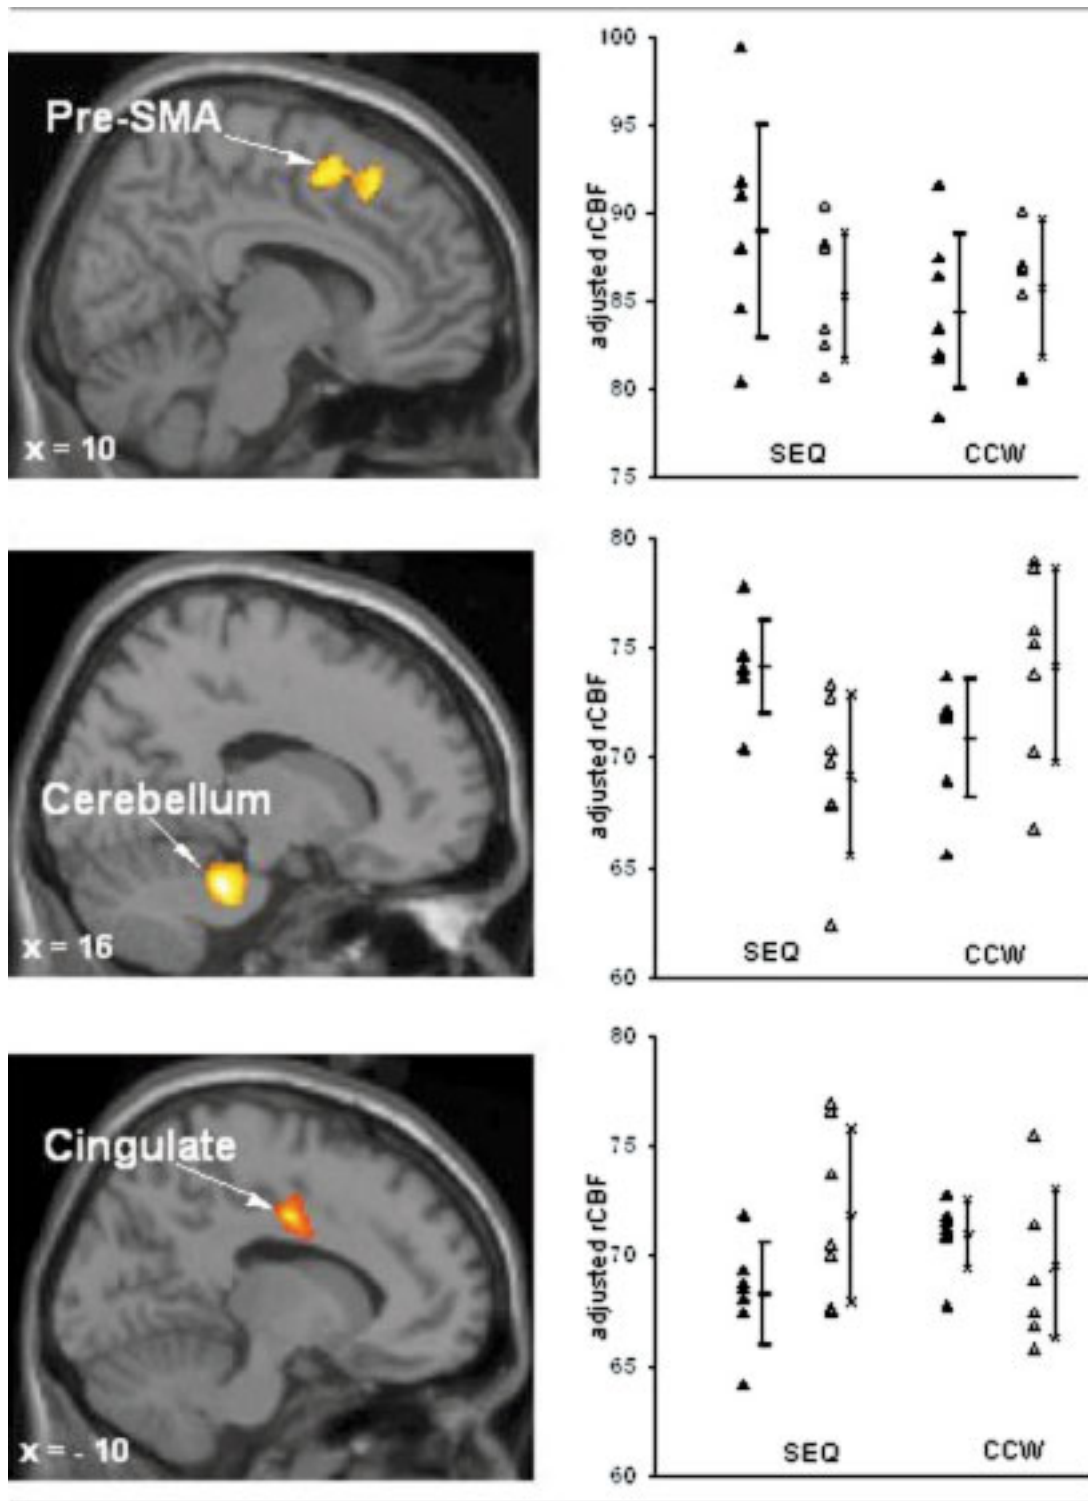 Pre-SMA
x = 10
100
95
90
85
80
75
adjusted rCBF
SEQ
CCW
Cerebellum
x = 16
80
75
70
65
60
adjusted rCBF
SEQ
CCW
Cingulate
x = - 10
80
75
70
65
60
adjusted rCBF
SEQ
CCW